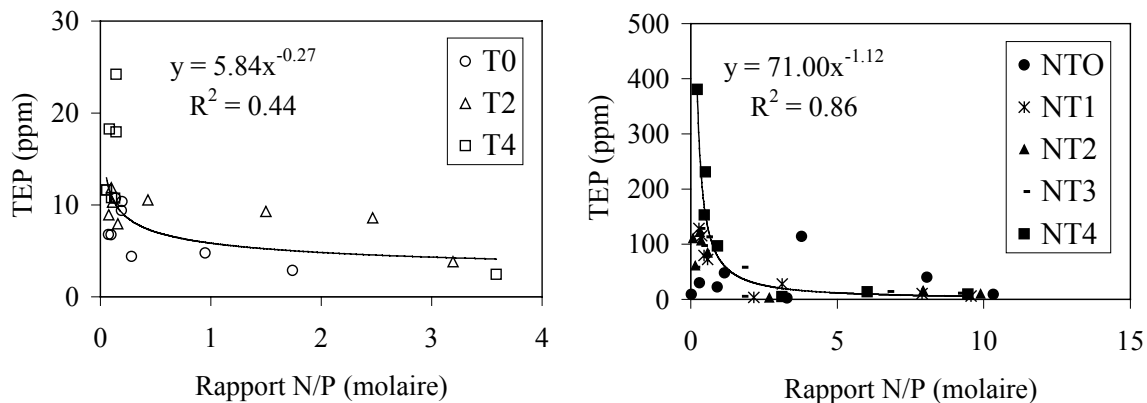 30
20
10
0
TEP (ppm)
y = 5.84x^-0.27
R^2 = 0.44
T0
T2
T4
0 1 2 3 4
Rapport N/P (molaire)
500
400
300
200
100
0
TEP (ppm)
y = 71.00x^-1.12
R^2 = 0.86
NTO
NT1
NT2
NT3
NT4
0 5 10 15
Rapport N/P (molaire)